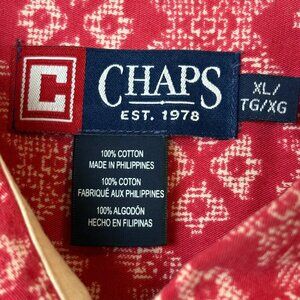 C
CHAPS
EST. 1978
XL/
TG/XG
100% COTTON
MADE IN PHILIPPINES
100% COTON
FABRIQUÉ AUX PHILIPPINES
100% ALGODÓN
HECHO EN FILIPINAS